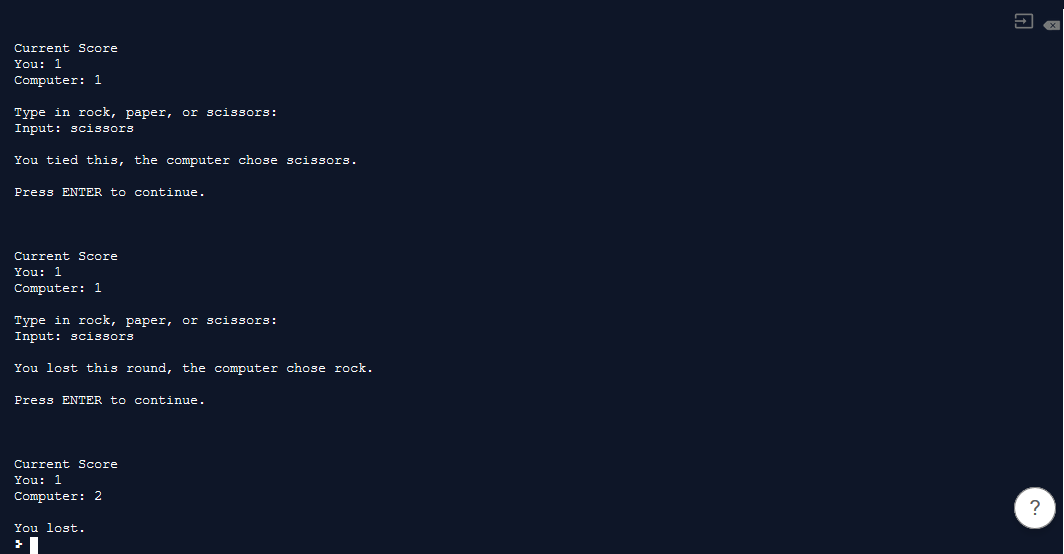 Current Score
You: 1
Computer: 1
Type in rock, paper, or scissors:
Input: scissors
You tied this, the computer chose scissors.
Press ENTER to continue.
Current Score
You: 1
Computer: 1
Type in rock, paper, or scissors:
Input: scissors
You lost this round, the computer chose rock.
Press ENTER to continue.
Current Score
You: 1
Computer: 2
You lost.
?